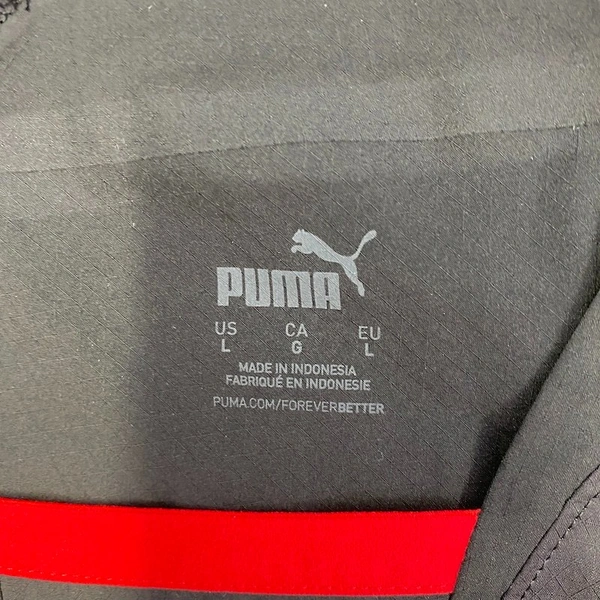 PUMA
US CA EU
L G L
MADE IN INDONESIA
FABRIQUÉ EN INDONESIE
PUMA.COM/FOREVERBETTER